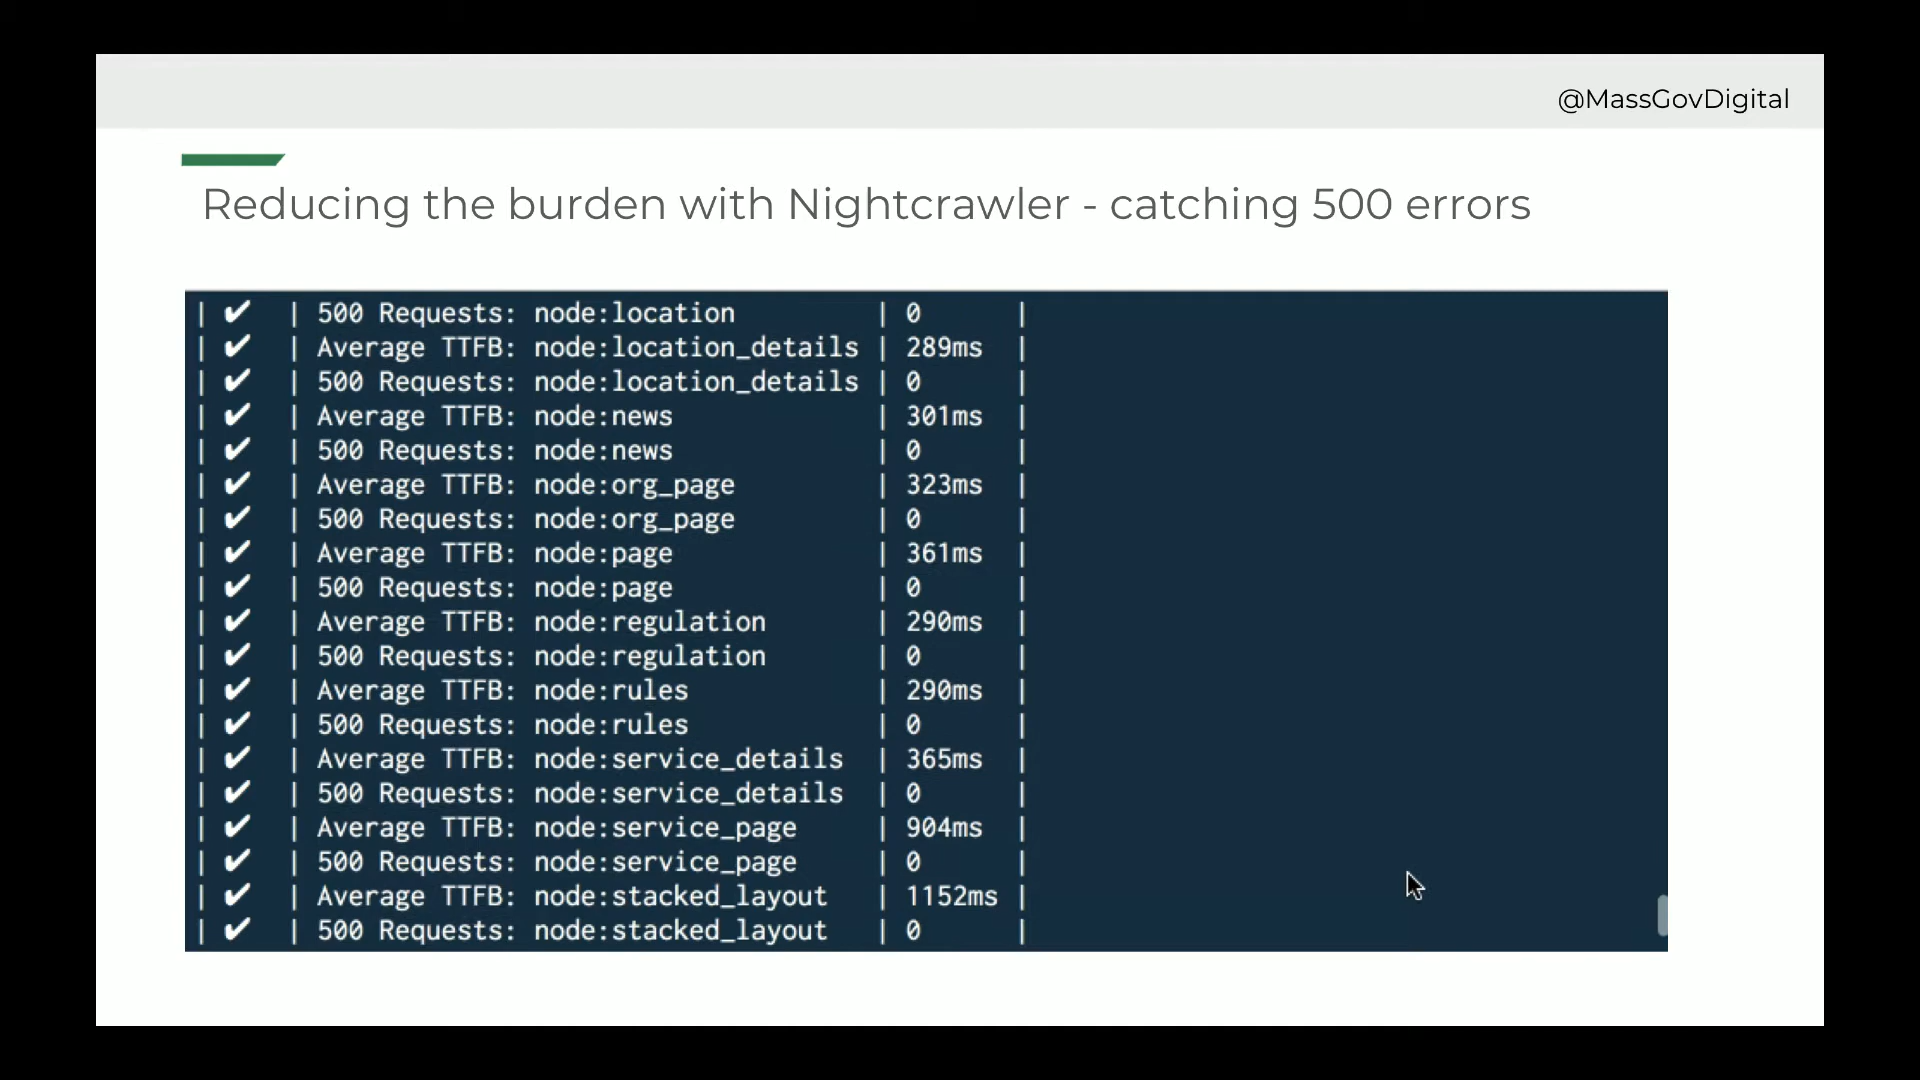 @MassGovDigital
Reducing the burden with Nightcrawler - catching 500 errors
| ✔ | 500 Requests: node:location | 0 |
| ✔ | Average TTFB: node:location_details | 289ms |
| ✔ | 500 Requests: node:location_details | 0 |
| ✔ | Average TTFB: node:news | 301ms |
| ✔ | 500 Requests: node:news | 0 |
| ✔ | Average TTFB: node:org_page | 323ms |
| ✔ | 500 Requests: node:org_page | 0 |
| ✔ | Average TTFB: node:page | 361ms |
| ✔ | 500 Requests: node:page | 0 |
| ✔ | Average TTFB: node:regulation | 290ms |
| ✔ | 500 Requests: node:regulation | 0 |
| ✔ | Average TTFB: node:rules | 290ms |
| ✔ | 500 Requests: node:rules | 0 |
| ✔ | Average TTFB: node:service_details | 365ms |
| ✔ | 500 Requests: node:service_details | 0 |
| ✔ | Average TTFB: node:service_page | 904ms |
| ✔ | 500 Requests: node:service_page | 0 |
| ✔ | Average TTFB: node:stacked_layout | 1152ms |
| ✔ | 500 Requests: node:stacked_layout | 0 |